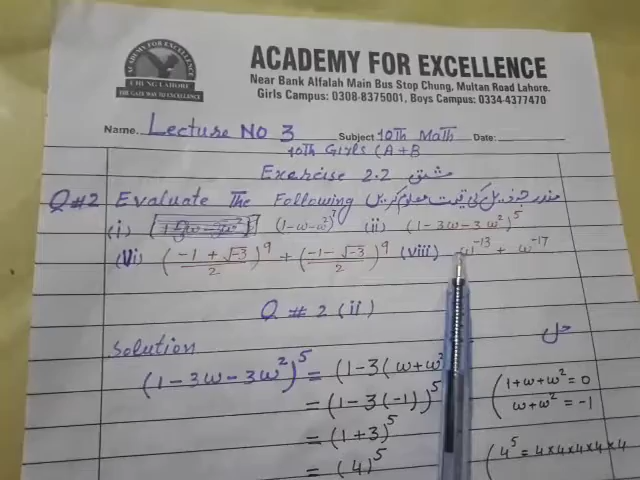 ACADEMY FOR EXCELLENCE
CHUNG LAHORE
THE GATE WAY TO EXCELLENCE
ACADEMY FOR EXCELLENCE
Near Bank Alfalah Main Bus Stop Chung, Multan Road Lahore.
Girls Campus: 0308-8375001, Boys Campus: 0334-4377470
Name. Lecture No 3 Subject 10Th Math Date:
10Th Girls (A+B
Exercise 2.2 مشق
Q#2 Evaluate The Following مندرجہ ذیل کی قیمت معلوم کریں
(i) (1-ω-ω²)⁷ (ii) (1-3ω-3ω²)⁵
(Vi) ((-1+√-3)/2)⁹ + ((-1-√-3)/2)⁹ (viii) ω⁻¹³ + ω⁻¹⁷
Q # 2 (ii)
Solution حل
(1-3ω-3ω²)⁵ = (1-3(ω+ω²
= (1-3(-1))⁵ (1+ω+ω²=0
ω+ω²=-1
= (1+3)⁵
= (4)⁵ (4⁵ = 4×4×4×4×4